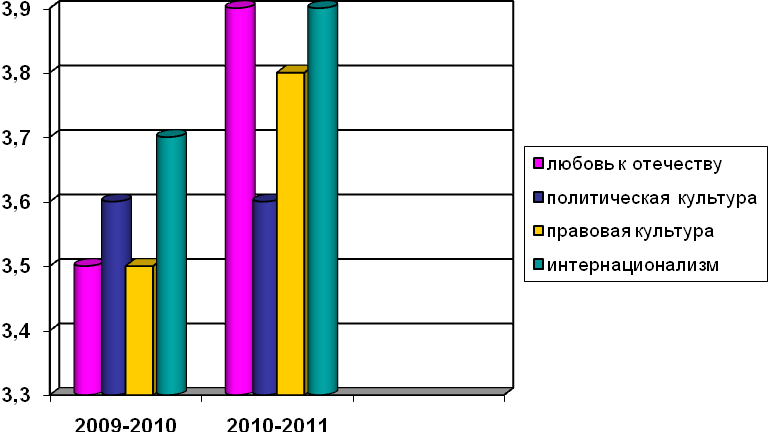 3,9
3,8
3,7
3,6
3,5
3,4
3,3
2009-2010
2010-2011
любовь к отечеству
политическая культура
правовая культура
интернационализм